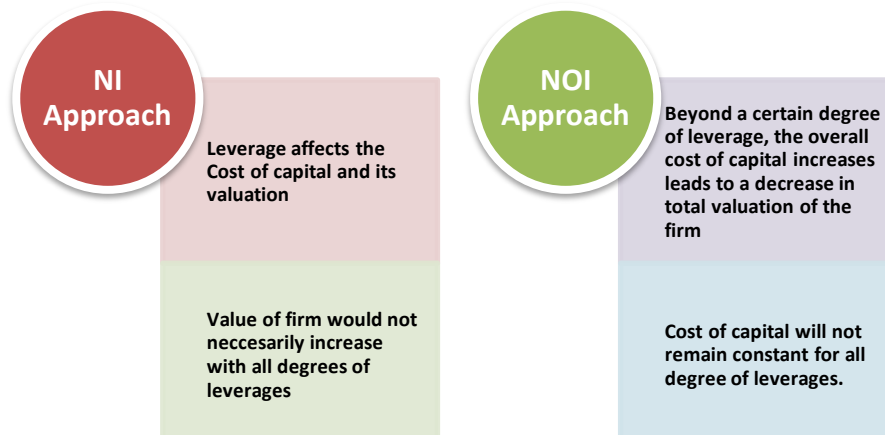 NI
Approach
Leverage affects the
Cost of capital and its
valuation
Value of firm would not
neccesarily increase
with all degrees of
leverages
NOI
Approach
Beyond a certain degree
of leverage, the overall
cost of capital increases
leads to a decrease in
total valuation of the
firm
Cost of capital will not
remain constant for all
degree of leverages.